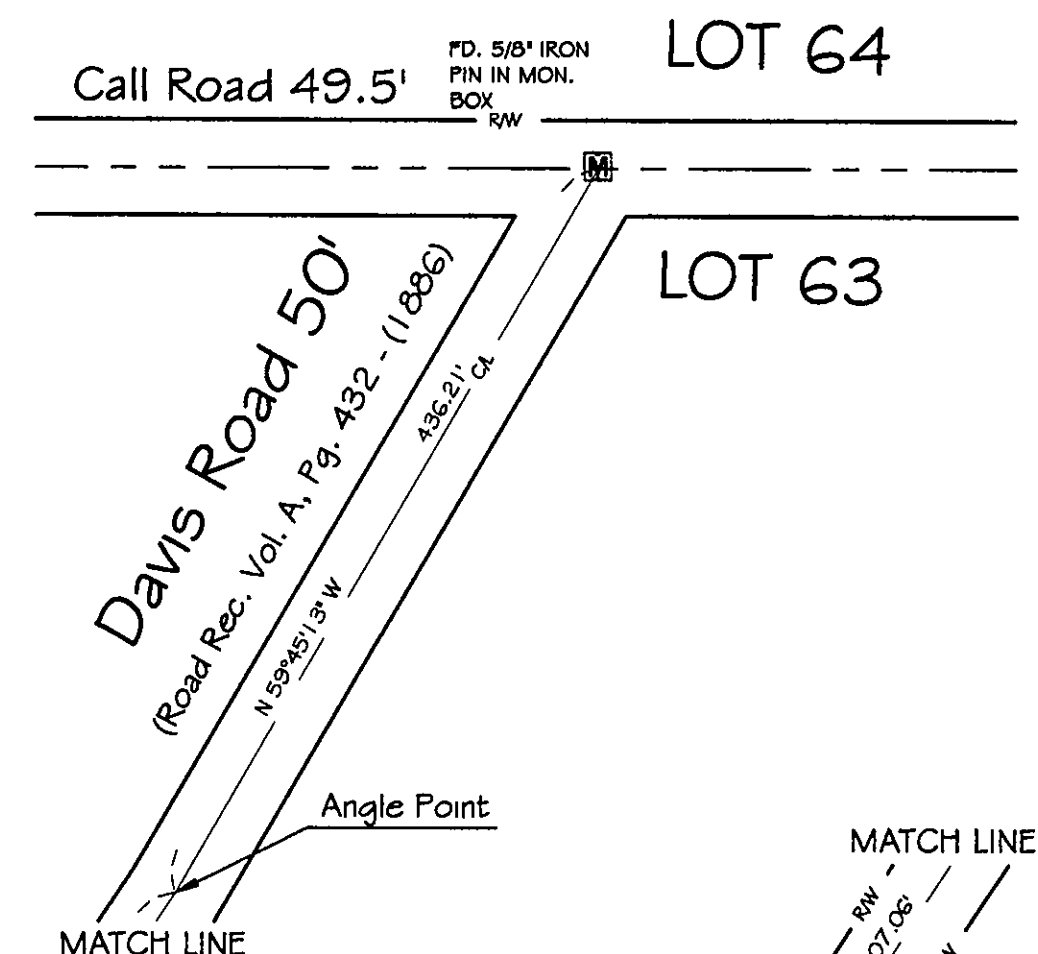 LOT 64
Call Road 49.5'
FD. 5/8" IRON
PIN IN MON.
BOX
R/W
M
LOT 63
Davis Road 50'
(Road Rec. Vol. A, Pg. 432 - (1886)
436.21' C/L
N 59°45'13" W
Angle Point
MATCH LINE
MATCH LINE
R/W
07.06'